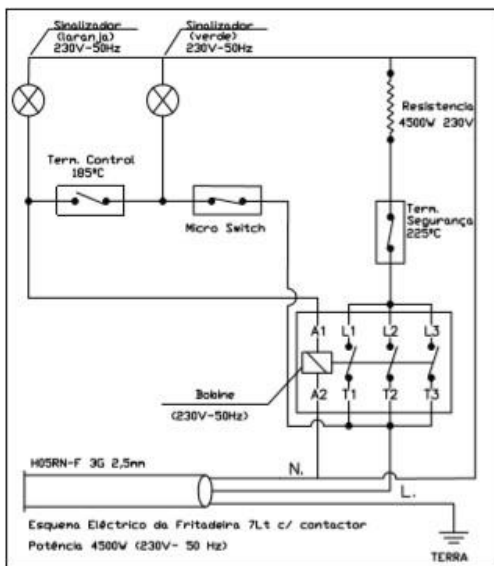 Sinalizador
(laranja)
230V-50Hz
Sinalizador
(verde)
230V-50Hz
Resistencia
4500W 230V
Term. Control
185ºC
Micro Switch
Term.
Segurança
225ºC
A1 L1 L2 L3
A2 T1 T2 T3
Bobine
(230V-50Hz)
H05RN-F 3G 2,5mm
N.
L.
Esquema Eléctrico da Fritadeira 7Lt c/ contactor
Potência 4500W (230V- 50 Hz)
TERRA